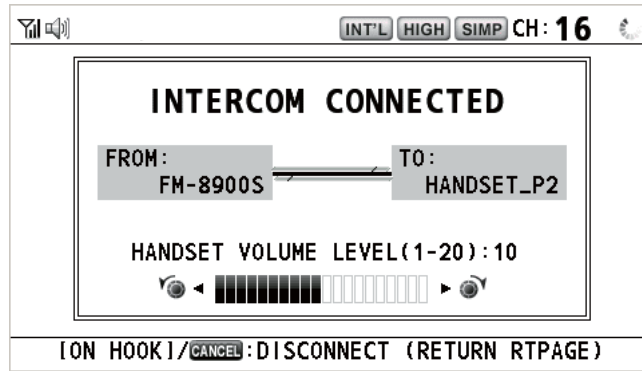 INT'L HIGH SIMP CH: 16
INTERCOM CONNECTED
FROM:
FM-8900S
TO:
HANDSET_P2
HANDSET VOLUME LEVEL(1-20):10
[ON HOOK]/CANCEL:DISCONNECT (RETURN RTPAGE)